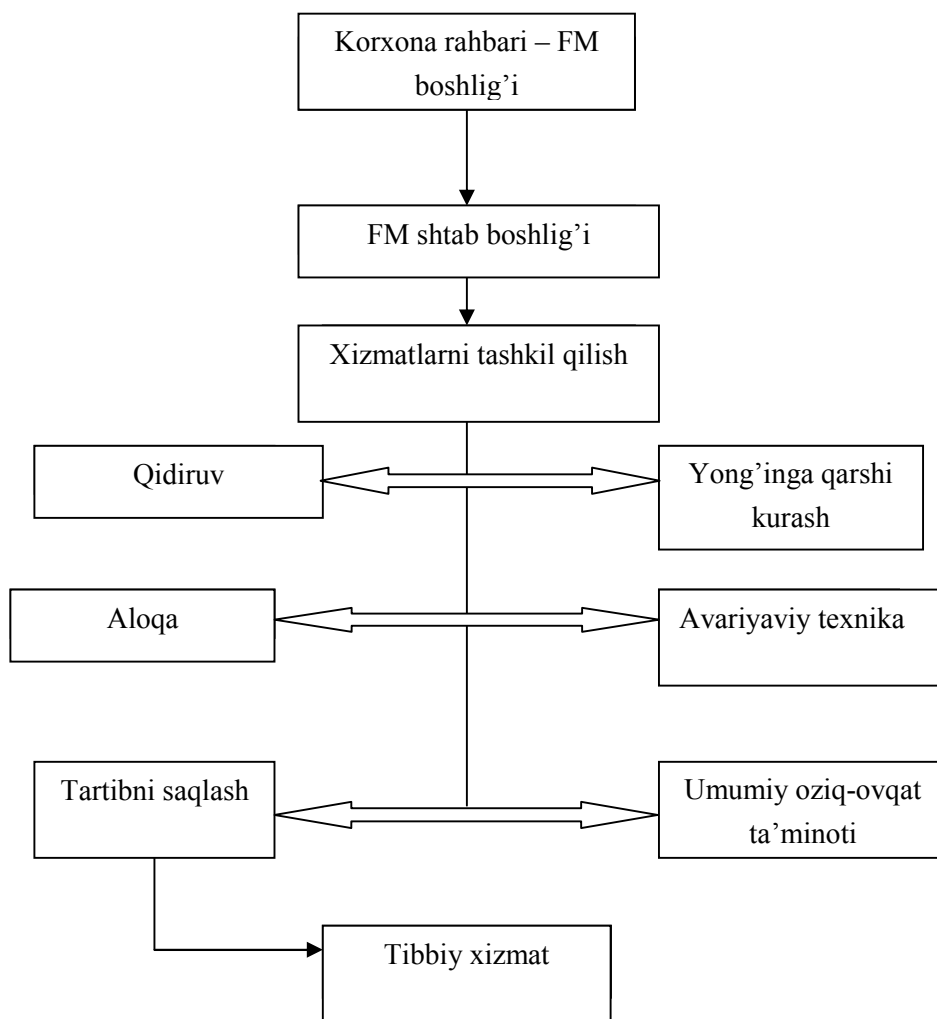 Korxona rahbari – FM
boshlig’i
FM shtab boshlig’i
Xizmatlarni tashkil qilish
Qidiruv
Yong’inga qarshi
kurash
Aloqa
Avariyaviy texnika
Tartibni saqlash
Umumiy oziq-ovqat
ta’minoti
Tibbiy xizmat